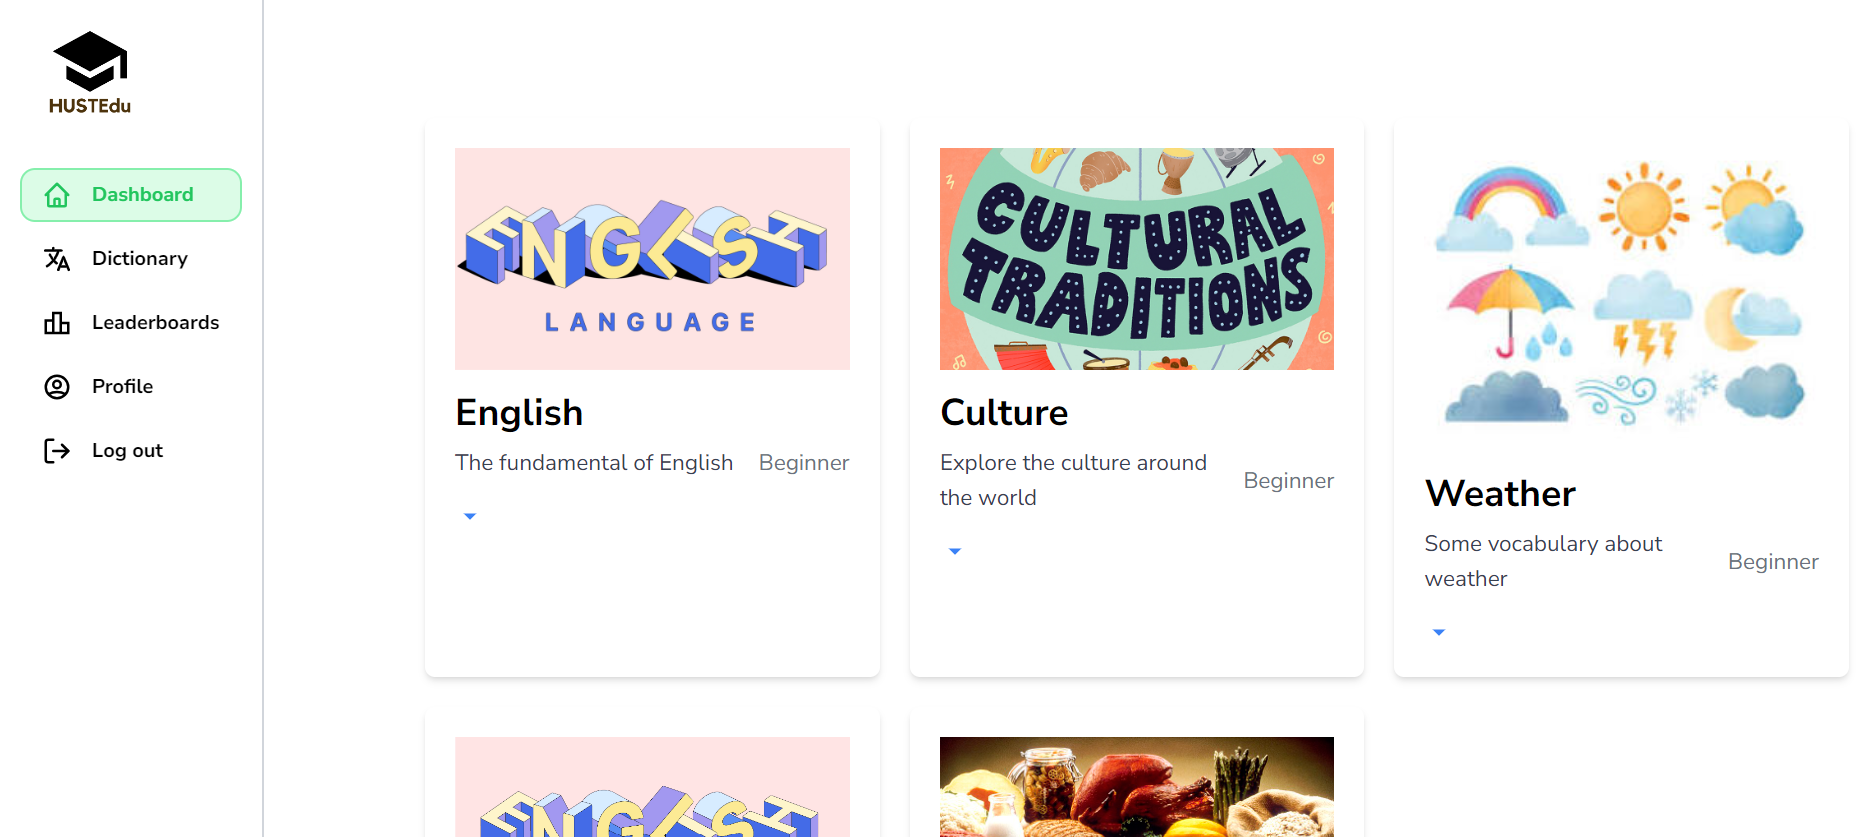 HUSTEdu
Dashboard
Dictionary
Leaderboards
Profile
Log out
ENGLISH
LANGUAGE
English
The fundamental of English
Beginner
CULTURAL
TRADITIONS
Culture
Explore the culture around
the world
Beginner
Weather
Some vocabulary about
weather
Beginner
ENGLISH